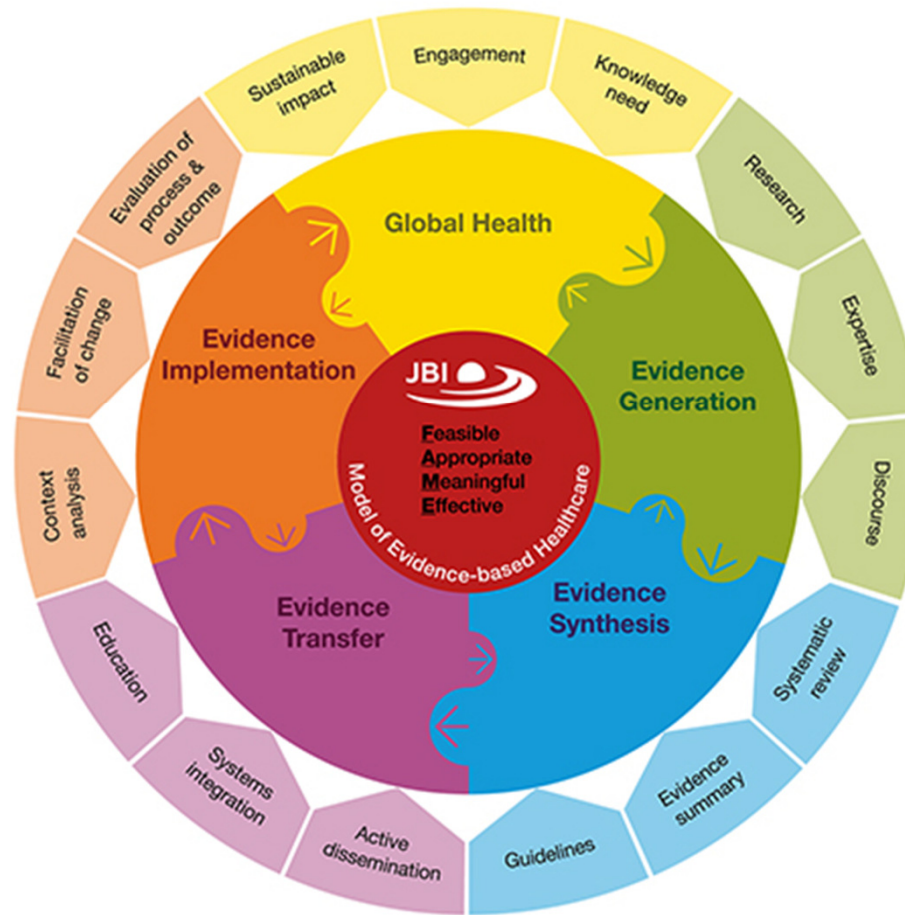 Engagement
Knowledge
need
Research
Expertise
Discourse
Systematic
review
Evidence
summary
Guidelines
Active
dissemination
Systems
integration
Education
Context
analysis
Facilitation
of change
Evaluation of
process &
outcome
Sustainable
impact
Global Health
Evidence
Generation
Evidence
Synthesis
Evidence
Transfer
Evidence
Implementation
JBI
Feasible
Appropriate
Meaningful
Effective
Model of Evidence-based Healthcare